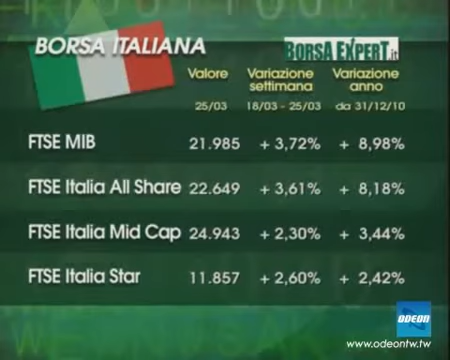 BORSA ITALIANA
BORSA EXPERT.it
Valore Variazione settimana Variazione anno
25/03 18/03 - 25/03 da 31/12/10
FTSE MIB 21.985 + 3,72% + 8,98%
FTSE Italia All Share 22.649 + 3,61% + 8,18%
FTSE Italia Mid Cap 24.943 + 2,30% + 3,44%
FTSE Italia Star 11.857 + 2,60% + 2,42%
ODEON
www.odeontw.tw